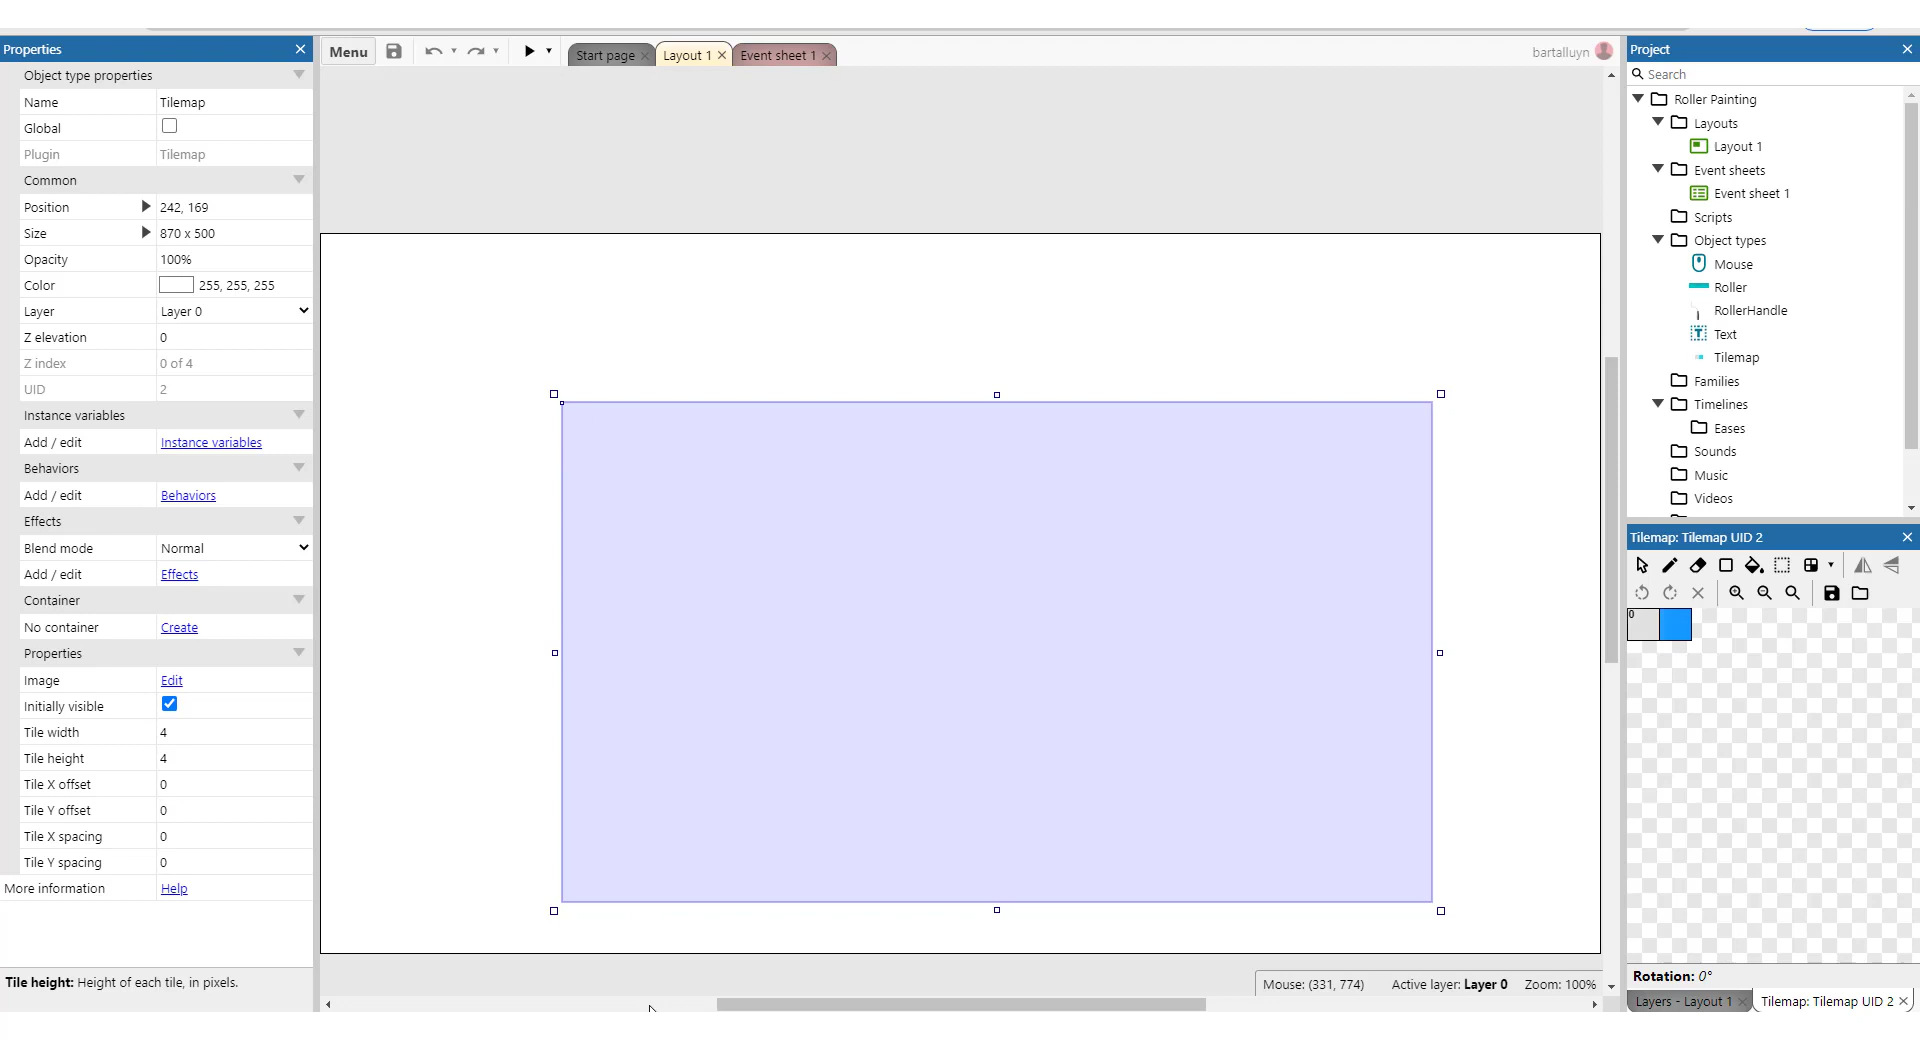 Properties
Object type properties
Name Tilemap
Global
Plugin Tilemap
Common
Position 242, 169
Size 870 x 500
Opacity 100%
Color 255, 255, 255
Layer Layer 0
Z elevation 0
Z index 0 of 4
UID 2
Instance variables
Add / edit Instance variables
Behaviors
Add / edit Behaviors
Effects
Blend mode Normal
Add / edit Effects
Container
No container Create
Properties
Image Edit
Initially visible
Tile width 4
Tile height 4
Tile X offset 0
Tile Y offset 0
Tile X spacing 0
Tile Y spacing 0
More information Help
Tile height: Height of each tile, in pixels.
Menu
Start page
Layout 1
Event sheet 1
bartalluyn
Mouse: (331, 774) Active layer: Layer 0 Zoom: 100%
Project
Search
Roller Painting
Layouts
Layout 1
Event sheets
Event sheet 1
Scripts
Object types
Mouse
Roller
RollerHandle
Text
Tilemap
Families
Timelines
Eases
Sounds
Music
Videos
Tilemap: Tilemap UID 2
0
Rotation: 0°
Layers - Layout 1
Tilemap: Tilemap UID 2